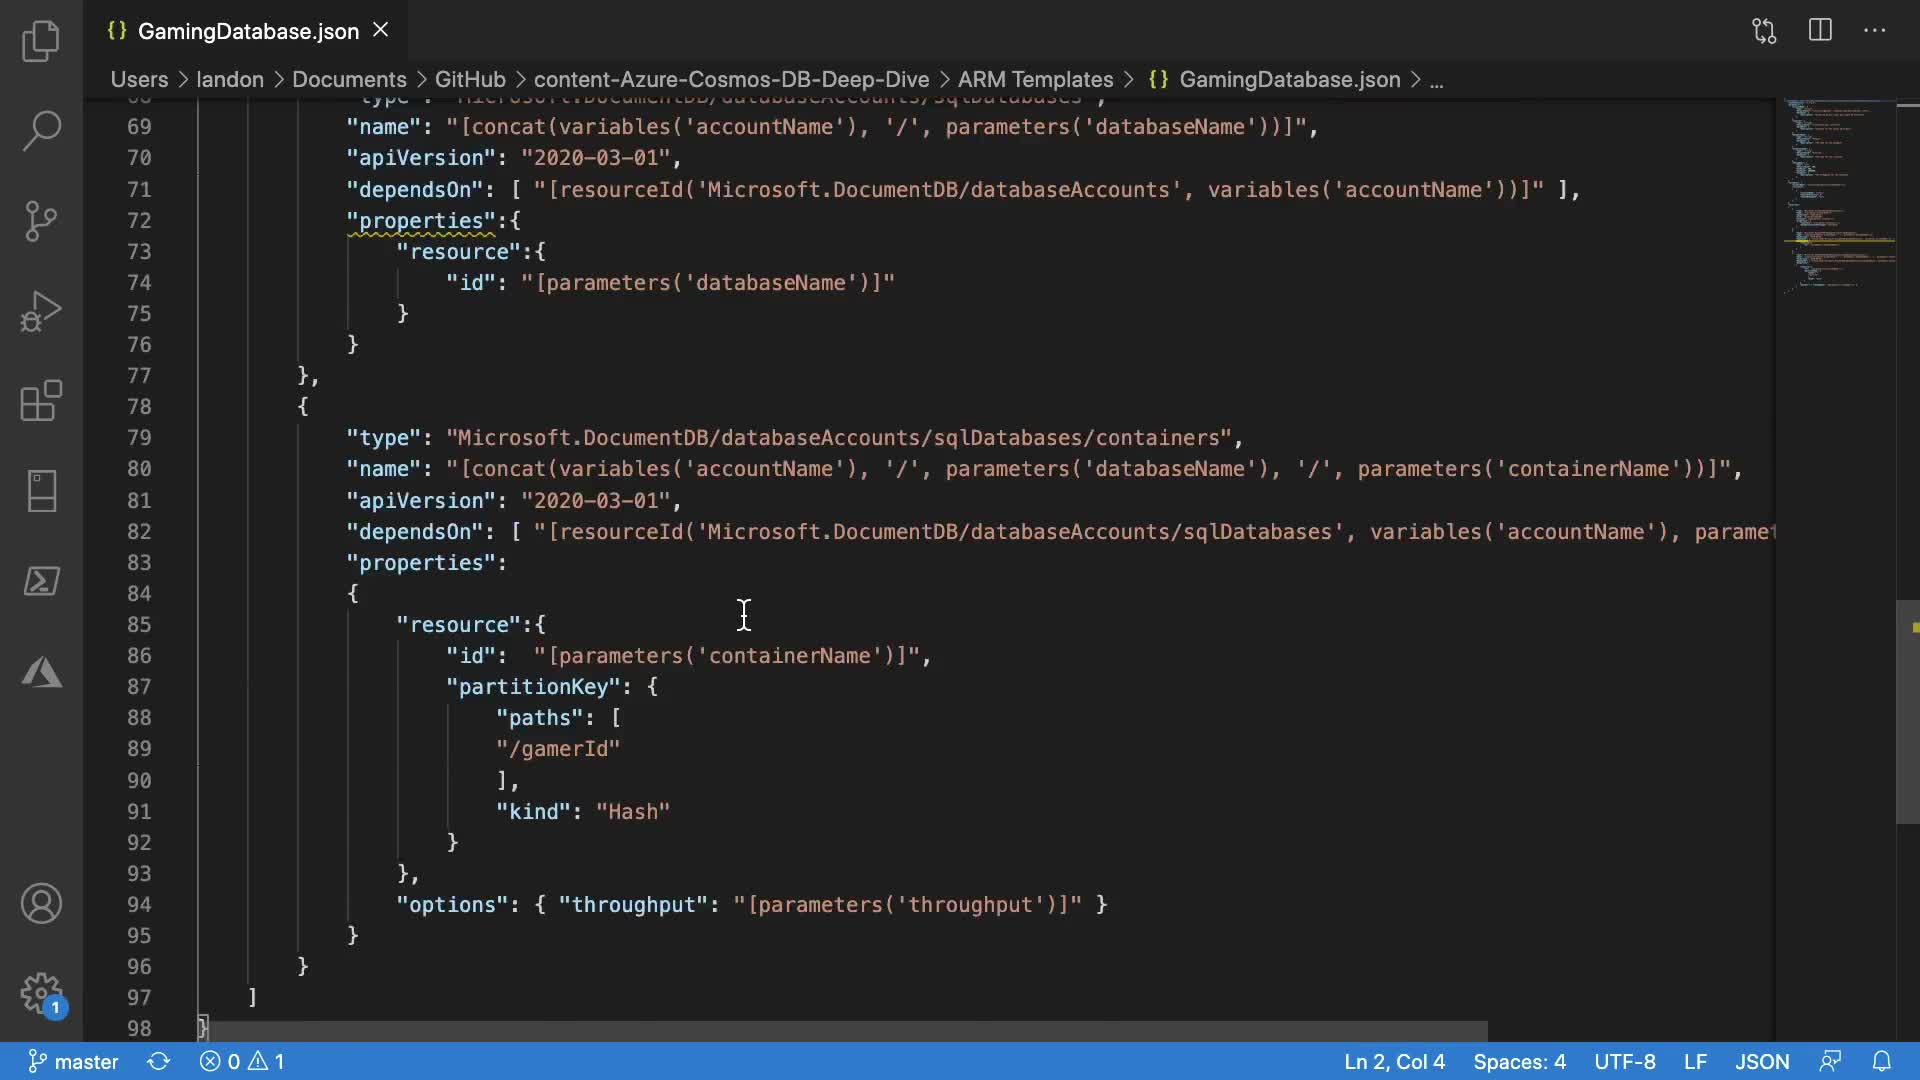 {} GamingDatabase.json
Users > landon > Documents > GitHub > content-Azure-Cosmos-DB-Deep-Dive > ARM Templates > {} GamingDatabase.json > ...
68 "type": "Microsoft.DocumentDB/databaseAccounts/sqlDatabases",
69 "name": "[concat(variables('accountName'), '/', parameters('databaseName'))]",
70 "apiVersion": "2020-03-01",
71 "dependsOn": [ "[resourceId('Microsoft.DocumentDB/databaseAccounts', variables('accountName'))]" ],
72 "properties":{
73 "resource":{
74 "id": "[parameters('databaseName')]"
75 }
76 }
77 },
78 {
79 "type": "Microsoft.DocumentDB/databaseAccounts/sqlDatabases/containers",
80 "name": "[concat(variables('accountName'), '/', parameters('databaseName'), '/', parameters('containerName'))]",
81 "apiVersion": "2020-03-01",
82 "dependsOn": [ "[resourceId('Microsoft.DocumentDB/databaseAccounts/sqlDatabases', variables('accountName'), paramet
83 "properties":
84 {
85 "resource":{
86 "id":  "[parameters('containerName')]",
87 "partitionKey": {
88 "paths": [
89 "/gamerId"
90 ],
91 "kind": "Hash"
92 }
93 },
94 "options": { "throughput": "[parameters('throughput')]" }
95 }
96 }
97 ]
98 }
1
master 0 1 Ln 2, Col 4 Spaces: 4 UTF-8 LF JSON